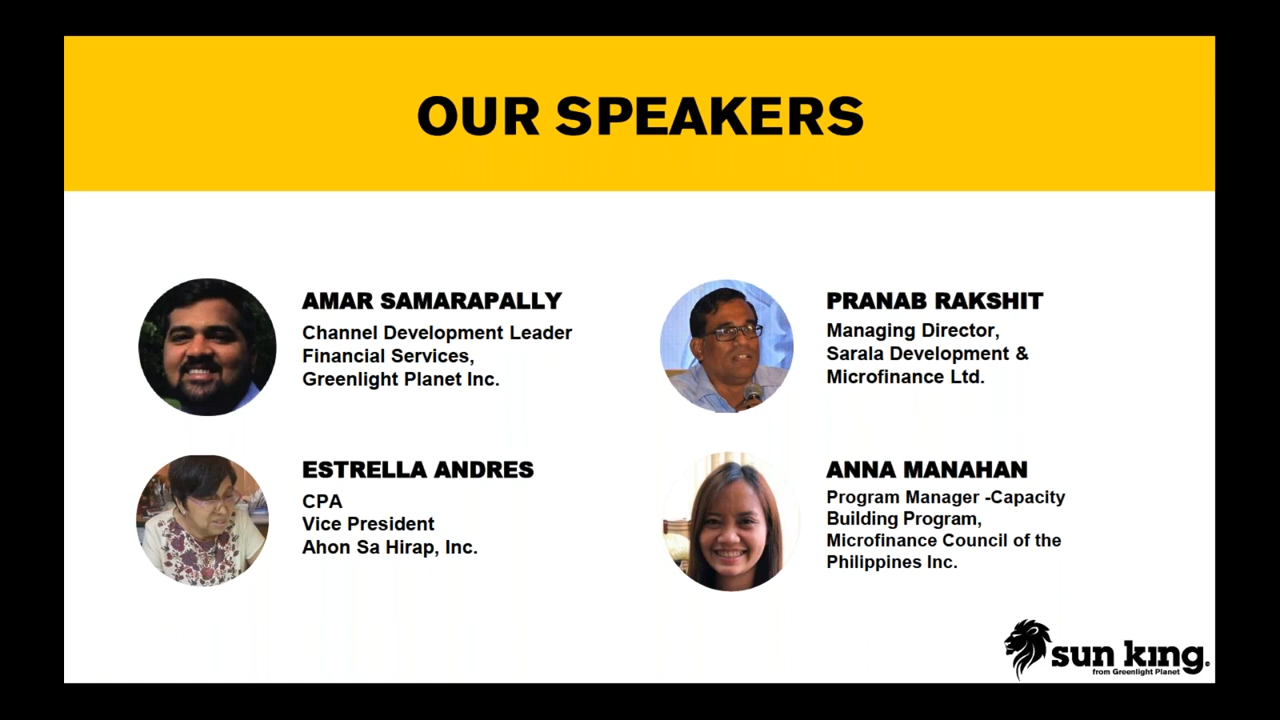 OUR SPEAKERS
AMAR SAMARAPALLY
Channel Development Leader
Financial Services,
Greenlight Planet Inc.
PRANAB RAKSHIT
Managing Director,
Sarala Development &
Microfinance Ltd.
ESTRELLA ANDRES
CPA
Vice President
Ahon Sa Hirap, Inc.
ANNA MANAHAN
Program Manager -Capacity
Building Program,
Microfinance Council of the
Philippines Inc.
sun king.
from Greenlight Planet